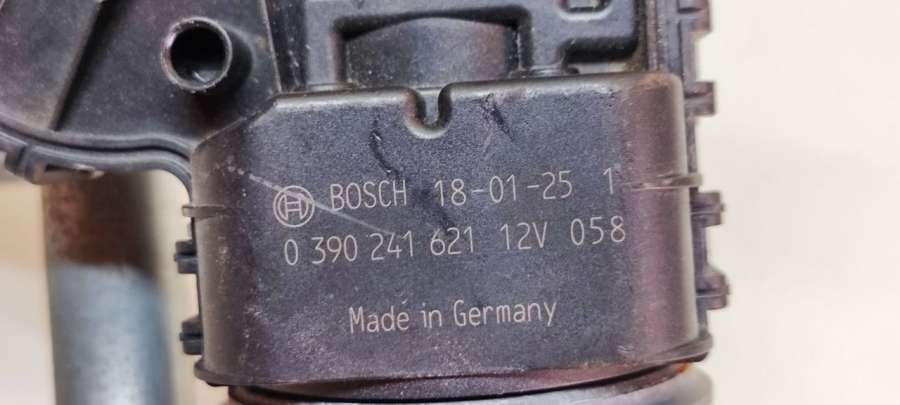 BOSCH 18-01-25 1
0 390 241 621 12V 058
Made in Germany